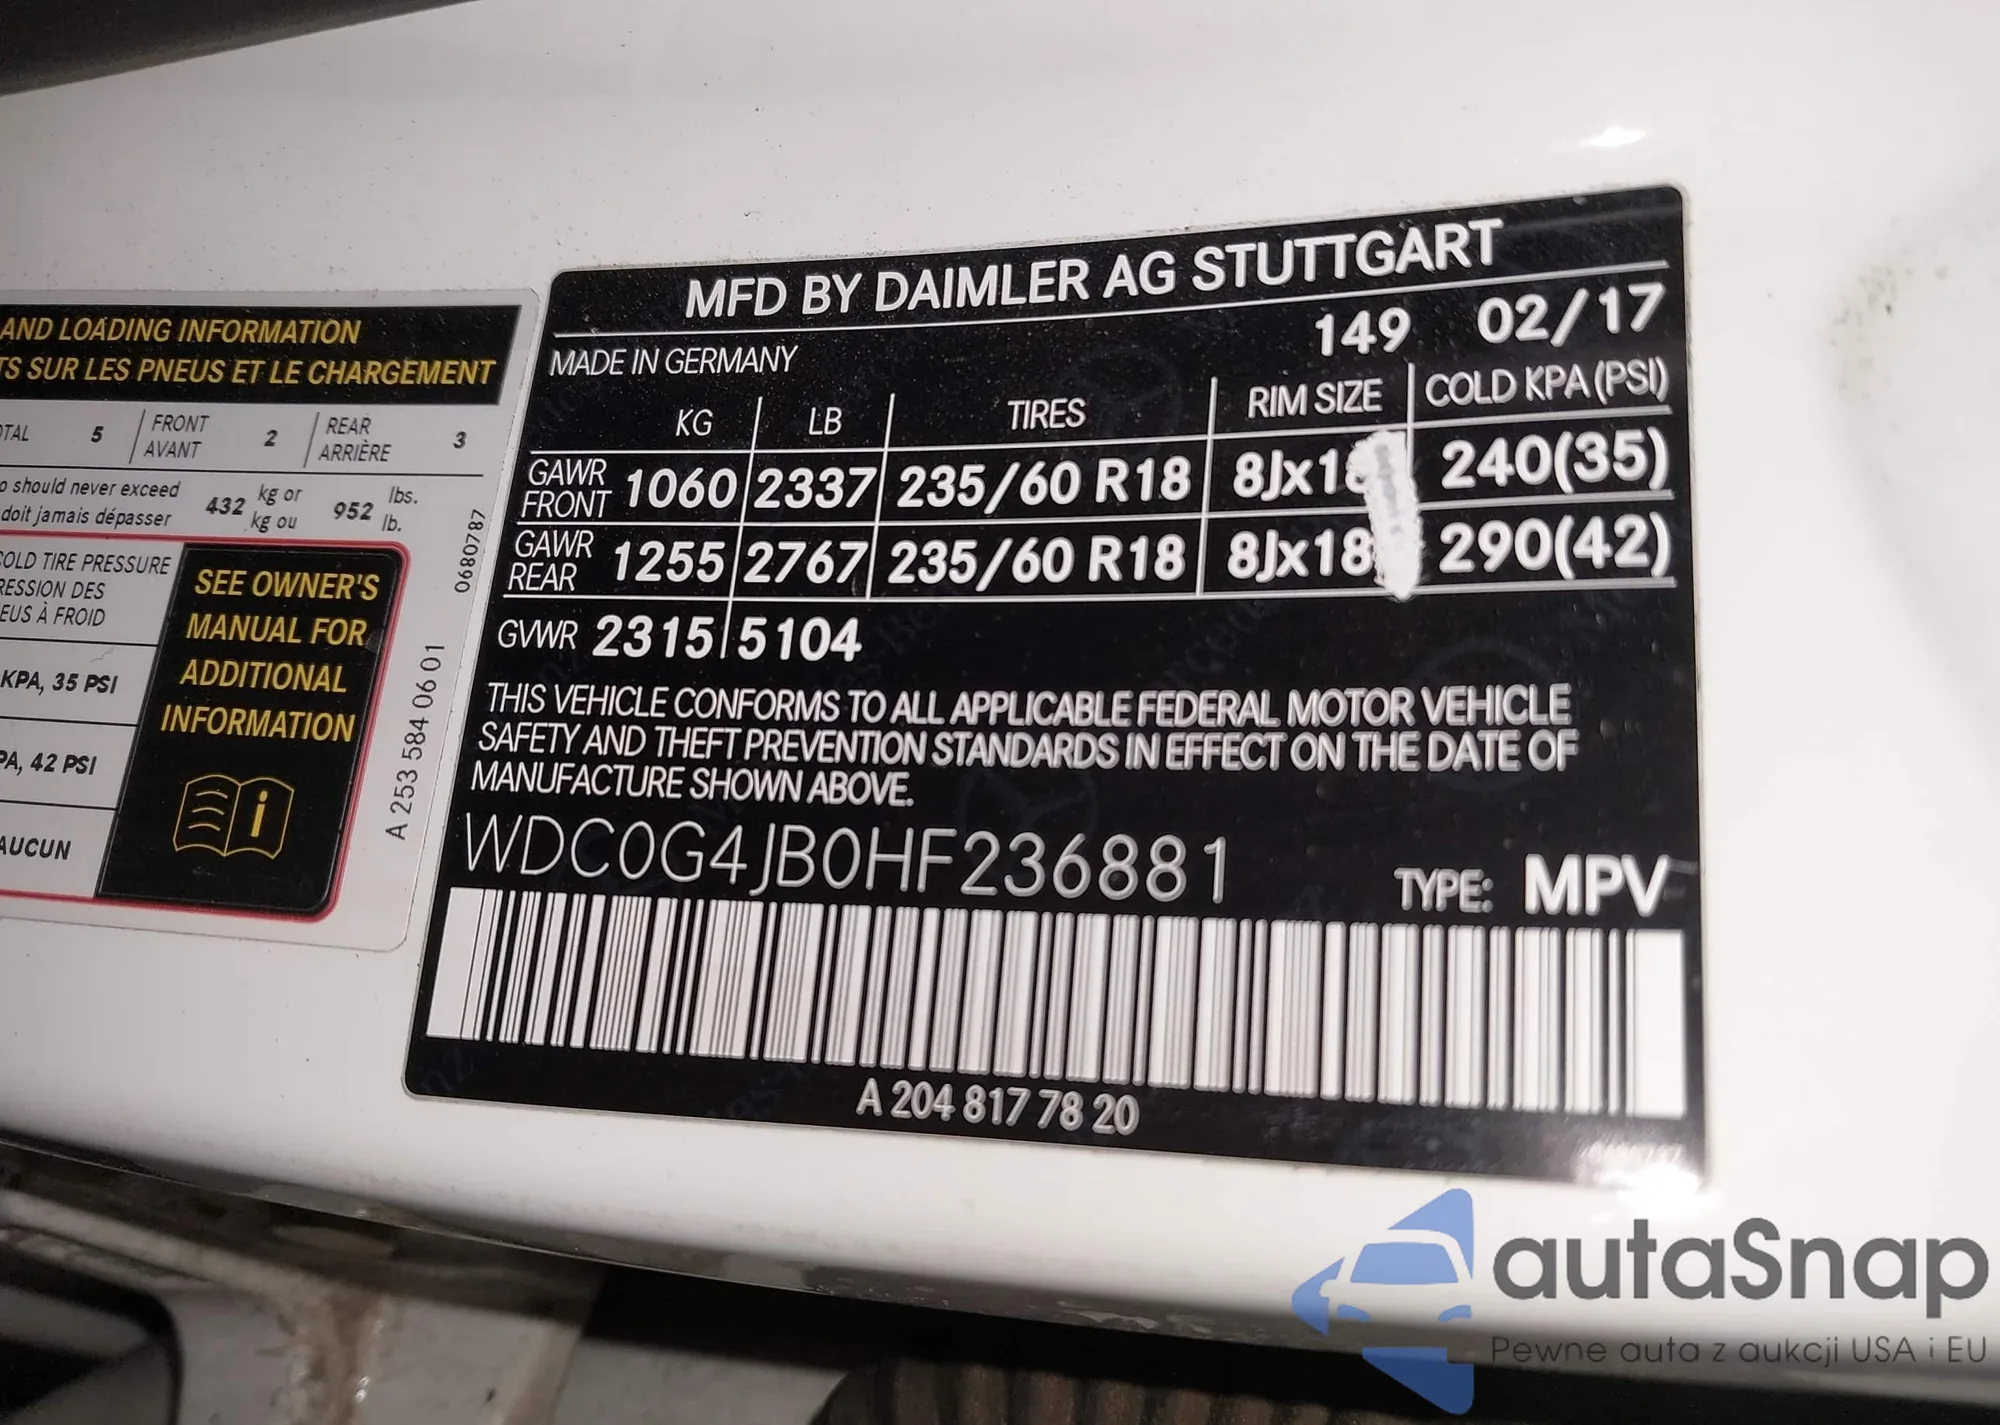 AND LOADING INFORMATION
TS SUR LES PNEUS ET LE CHARGEMENT
OTAL 5 FRONT AVANT 2 REAR ARRIÈRE 3
o should never exceed 432 kg or 952 lbs.
doit jamais dépasser kg ou lb.
COLD TIRE PRESSURE
RESSION DES
EUS À FROID
KPA, 35 PSI
PA, 42 PSI
AUCUN
SEE OWNER'S
MANUAL FOR
ADDITIONAL
INFORMATION
i
0680787
A 253 584 06 01
MFD BY DAIMLER AG STUTTGART
MADE IN GERMANY 149 02/17
KG LB TIRES RIM SIZE COLD KPA (PSI)
GAWR FRONT 1060 2337 235/60 R18 8Jx18 240(35)
GAWR REAR 1255 2767 235/60 R18 8Jx18 290(42)
GVWR 2315 5104
THIS VEHICLE CONFORMS TO ALL APPLICABLE FEDERAL MOTOR VEHICLE
SAFETY AND THEFT PREVENTION STANDARDS IN EFFECT ON THE DATE OF
MANUFACTURE SHOWN ABOVE.
WDC0G4JB0HF236881
TYPE: MPV
A 204 817 78 20
autaSnap
Pewne auta z aukcji USA i EU